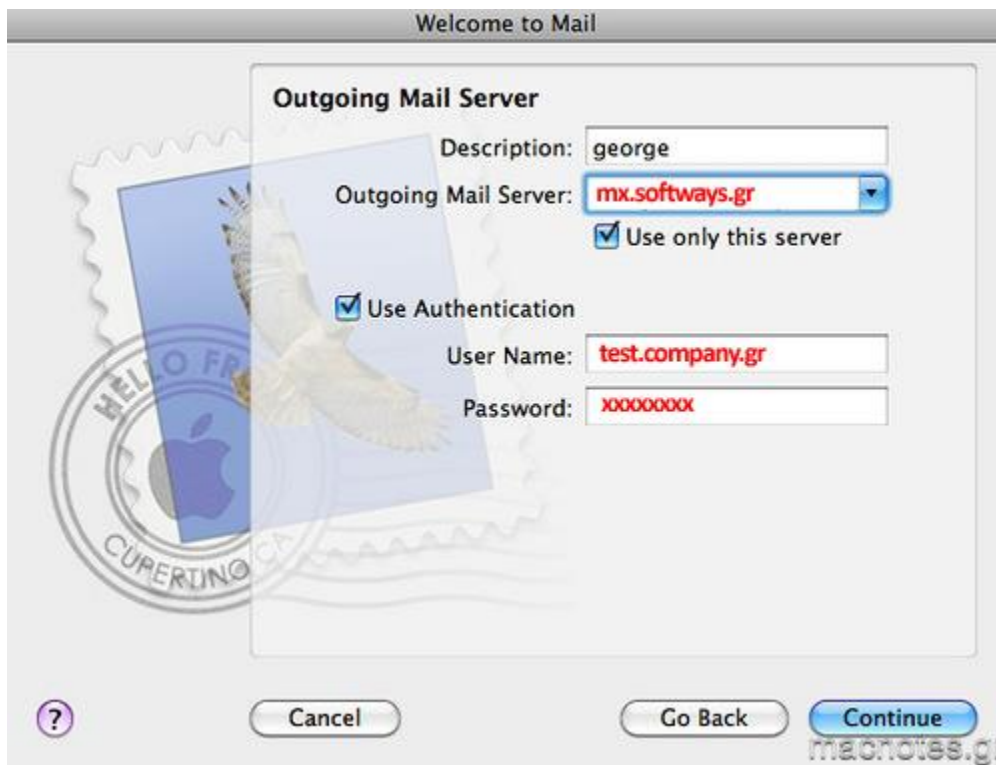 Welcome to Mail
Outgoing Mail Server
Description: george
Outgoing Mail Server: mx.softways.gr
Use only this server
Use Authentication
User Name: test.company.gr
Password: xxxxxxxx
HELLO FR
CUPERTINO CA
? Cancel Go Back Continue
macnotes.g